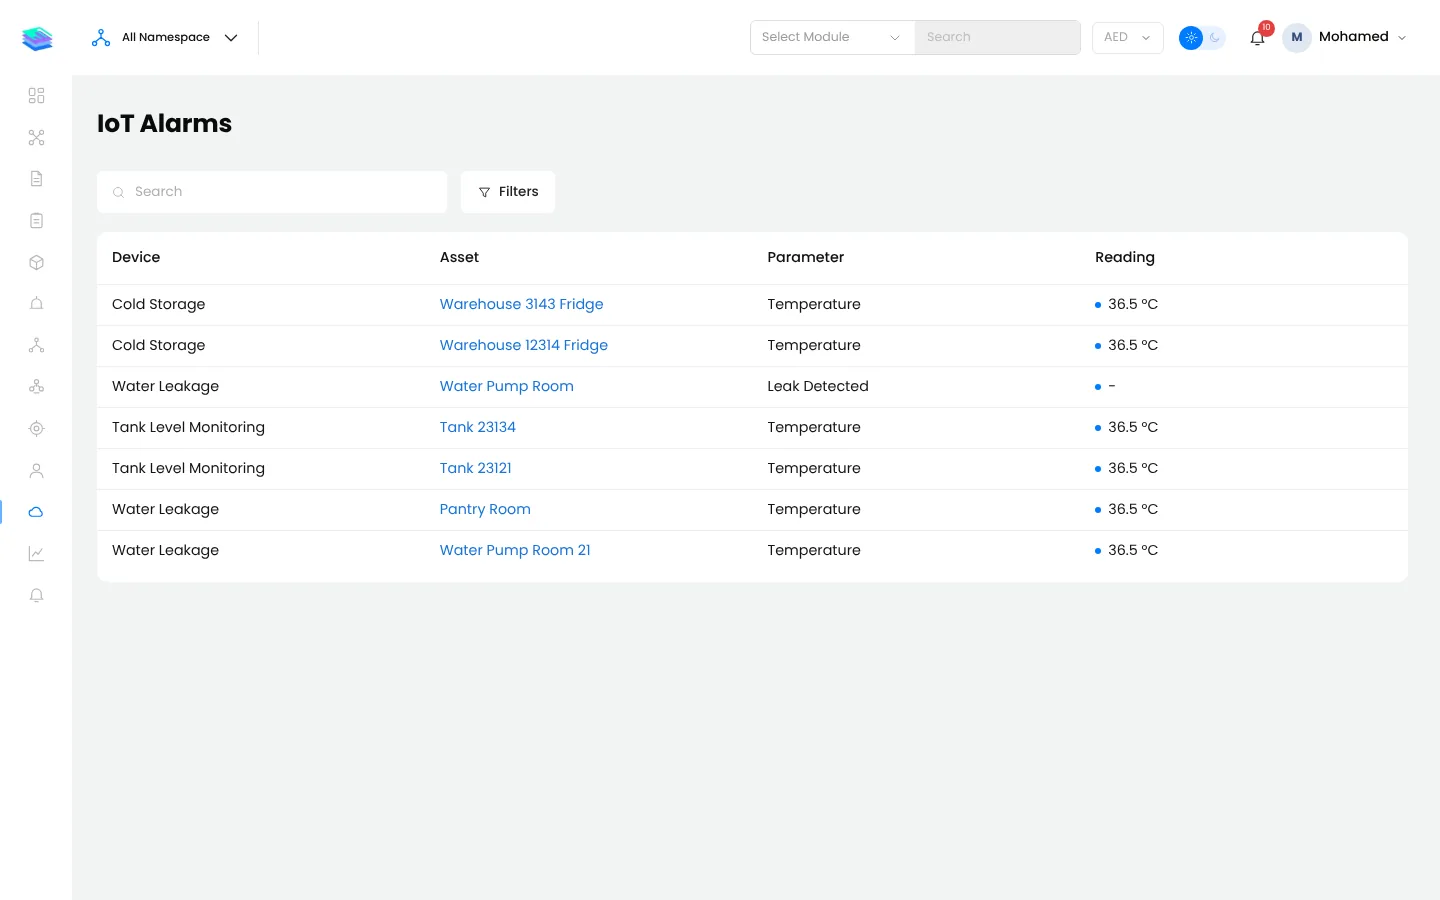 All Namespace
Select Module
Search
AED
10
M
Mohamed
IoT Alarms
Search
Filters
Device Asset Parameter Reading
Cold Storage Warehouse 3143 Fridge Temperature 36.5 °C
Cold Storage Warehouse 12314 Fridge Temperature 36.5 °C
Water Leakage Water Pump Room Leak Detected -
Tank Level Monitoring Tank 23134 Temperature 36.5 °C
Tank Level Monitoring Tank 23121 Temperature 36.5 °C
Water Leakage Pantry Room Temperature 36.5 °C
Water Leakage Water Pump Room 21 Temperature 36.5 °C